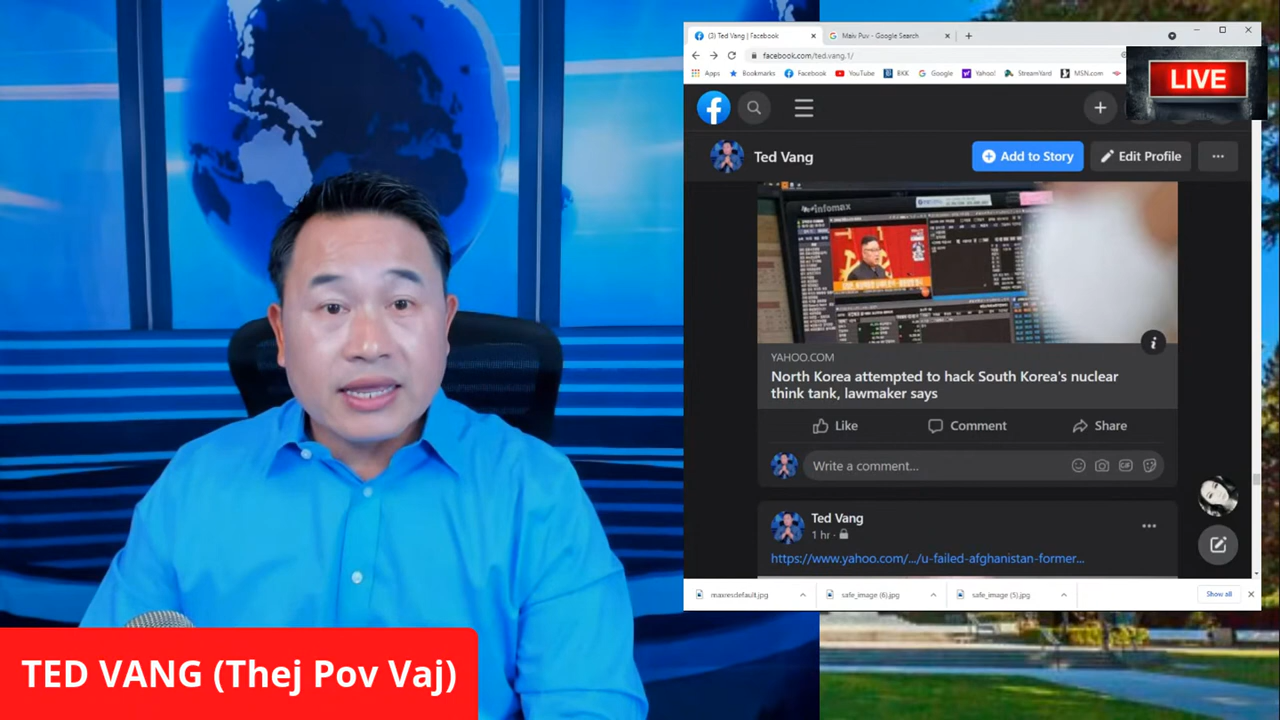 (3) Ted Vang | Facebook
Maiv Puv - Google Search
facebook.com/ted.vang.1/
Apps
Bookmarks
Facebook
YouTube
BKK
Google
Yahoo!
StreamYard
MSN.com
LIVE
Ted Vang
Add to Story
Edit Profile
infomax
YAHOO.COM
North Korea attempted to hack South Korea's nuclear
think tank, lawmaker says
Like
Comment
Share
Write a comment...
GIF
Ted Vang
1 hr ·
https://www.yahoo.com/.../u-failed-afghanistan-former...
maxresdefault.jpg
safe_image (6).jpg
safe_image (5).jpg
Show all
TED VANG (Thej Pov Vaj)